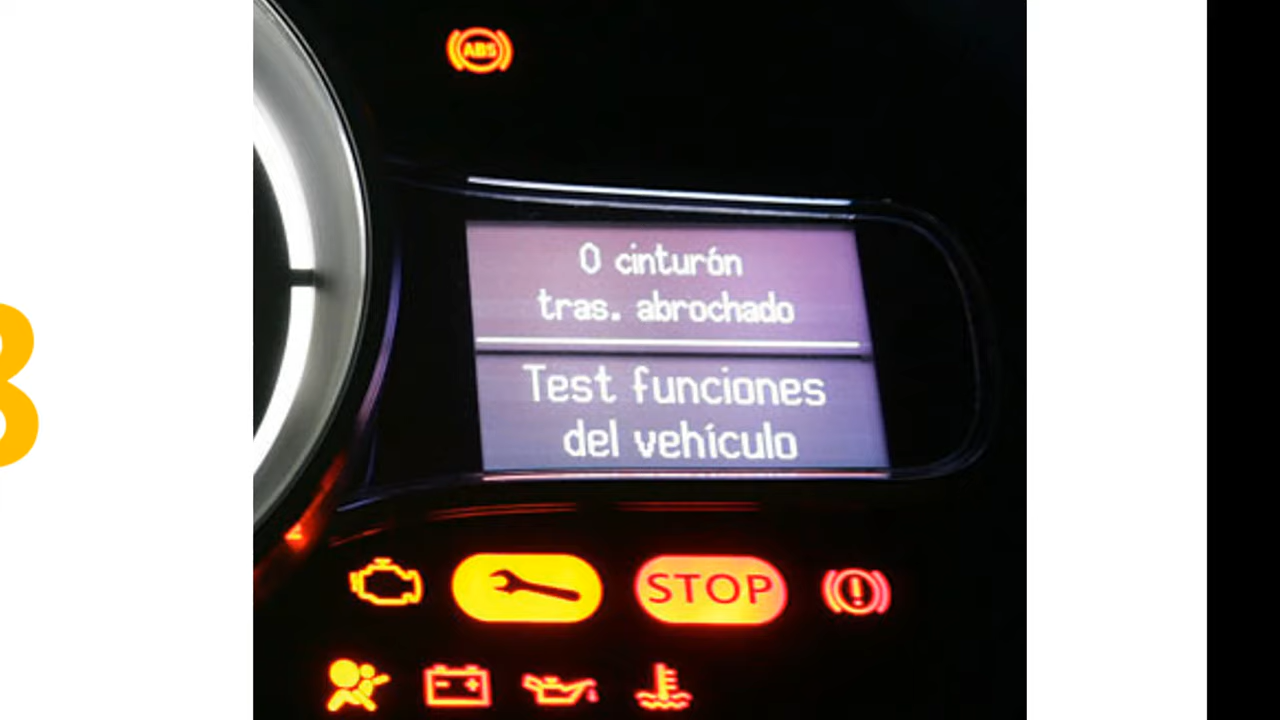 ABS
0 cinturón
tras. abrochado
Test funciones
del vehículo
STOP